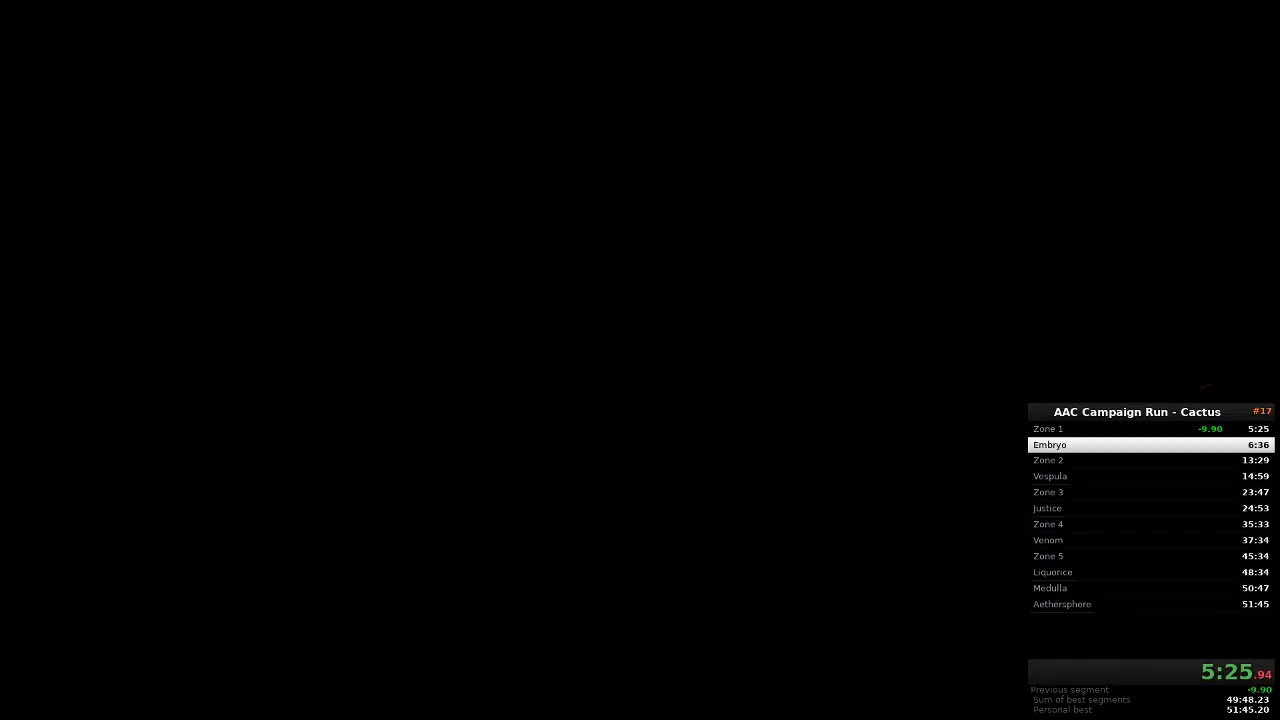 AAC Campaign Run - Cactus #17
Zone 1 -9.90 5:25
Embryo 6:36
Zone 2 13:29
Vespula 14:59
Zone 3 23:47
Justice 24:53
Zone 4 35:33
Venom 37:34
Zone 5 45:34
Liquorice 48:34
Medulla 50:47
Aethersphere 51:45
5:25.94
Previous segment -9.90
Sum of best segments 49:48.23
Personal best 51:45.20